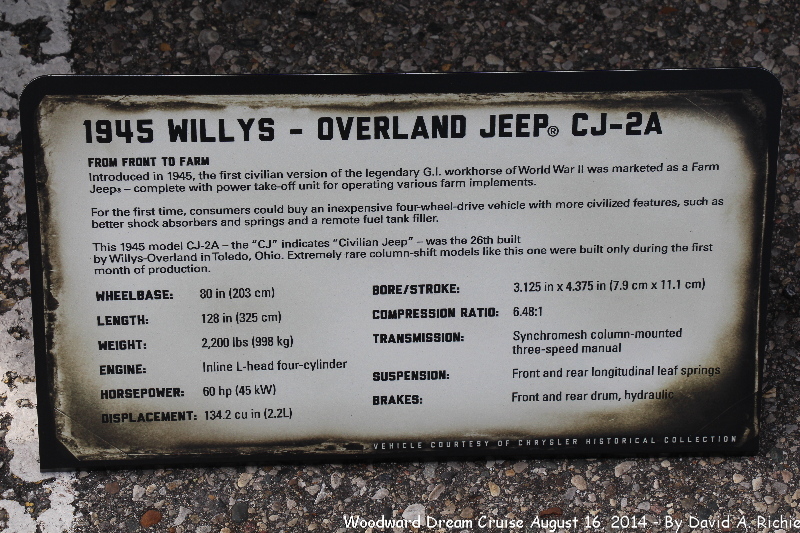 1945 WILLYS - OVERLAND JEEP® CJ-2A
FROM FRONT TO FARM
Introduced in 1945, the first civilian version of the legendary G.I. workhorse of World War II was marketed as a Farm
Jeep® – complete with power take-off unit for operating various farm implements.
For the first time, consumers could buy an inexpensive four-wheel-drive vehicle with more civilized features, such as
better shock absorbers and springs and a remote fuel tank filler.
This 1945 model CJ-2A – the “CJ” indicates “Civilian Jeep” – was the 26th built
by Willys-Overland in Toledo, Ohio. Extremely rare column-shift models like this one were built only during the first
month of production.
WHEELBASE: 80 in (203 cm)
LENGTH: 128 in (325 cm)
WEIGHT: 2,200 lbs (998 kg)
ENGINE: Inline L-head four-cylinder
HORSEPOWER: 60 hp (45 kW)
DISPLACEMENT: 134.2 cu in (2.2L)
BORE/STROKE: 3.125 in x 4.375 in (7.9 cm x 11.1 cm)
COMPRESSION RATIO: 6.48:1
TRANSMISSION: Synchromesh column-mounted
three-speed manual
SUSPENSION: Front and rear longitudinal leaf springs
BRAKES: Front and rear drum, hydraulic
VEHICLE COURTESY OF CHRYSLER HISTORICAL COLLECTION
Woodward Dream Cruise August 16, 2014 - By David A. Richie